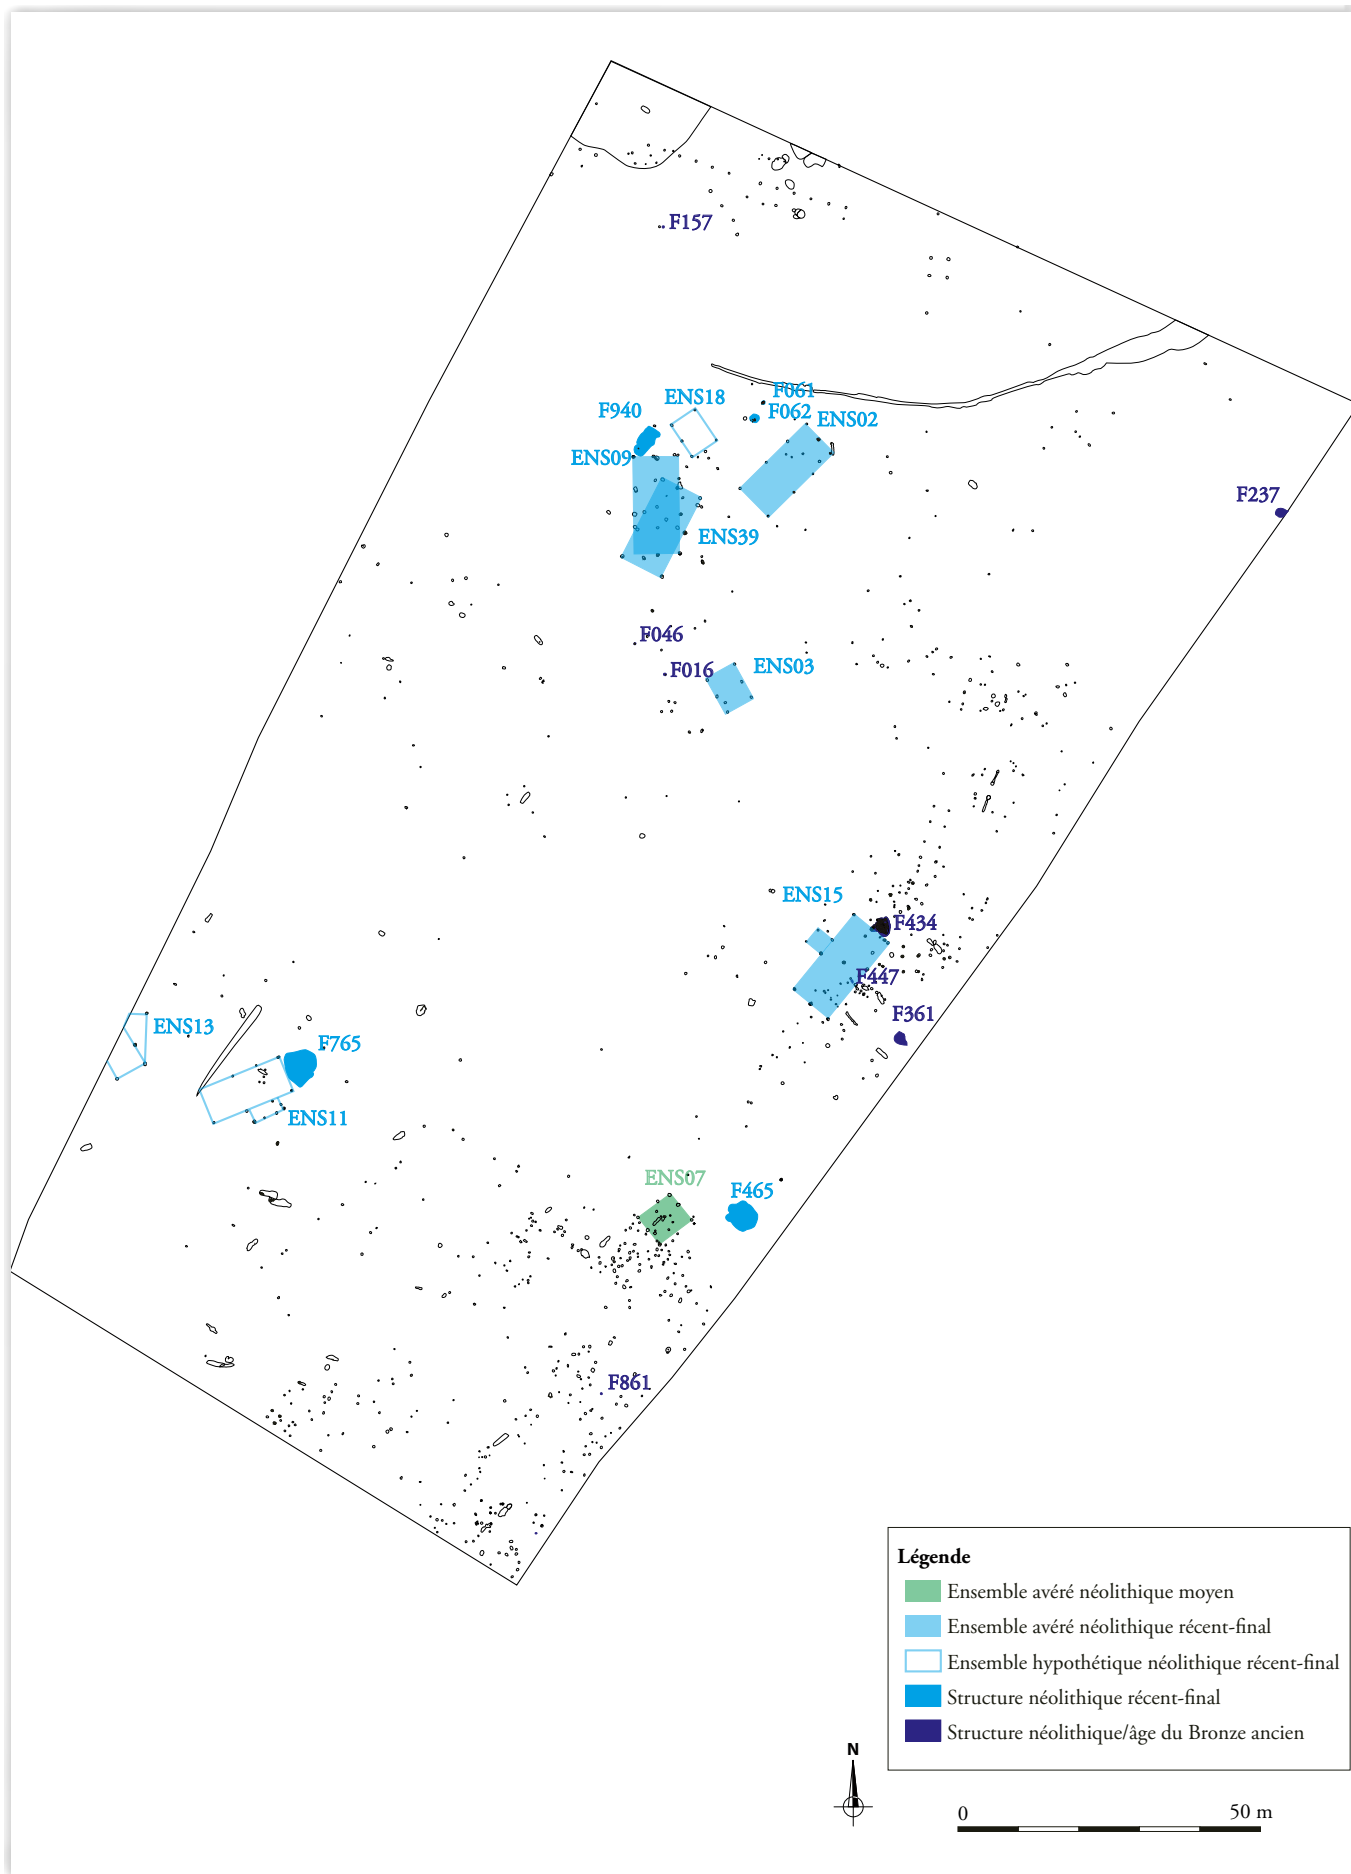 F157
F061
ENS18
F940
F062
ENS02
ENS09
F237
ENS39
F046
F016
ENS03
ENS15
F434
F447
F361
ENS13
F765
ENS11
ENS07
F465
F861
Légende
Ensemble avéré néolithique moyen
Ensemble avéré néolithique récent-final
Ensemble hypothétique néolithique récent-final
Structure néolithique récent-final
Structure néolithique/âge du Bronze ancien
N
0 50 m